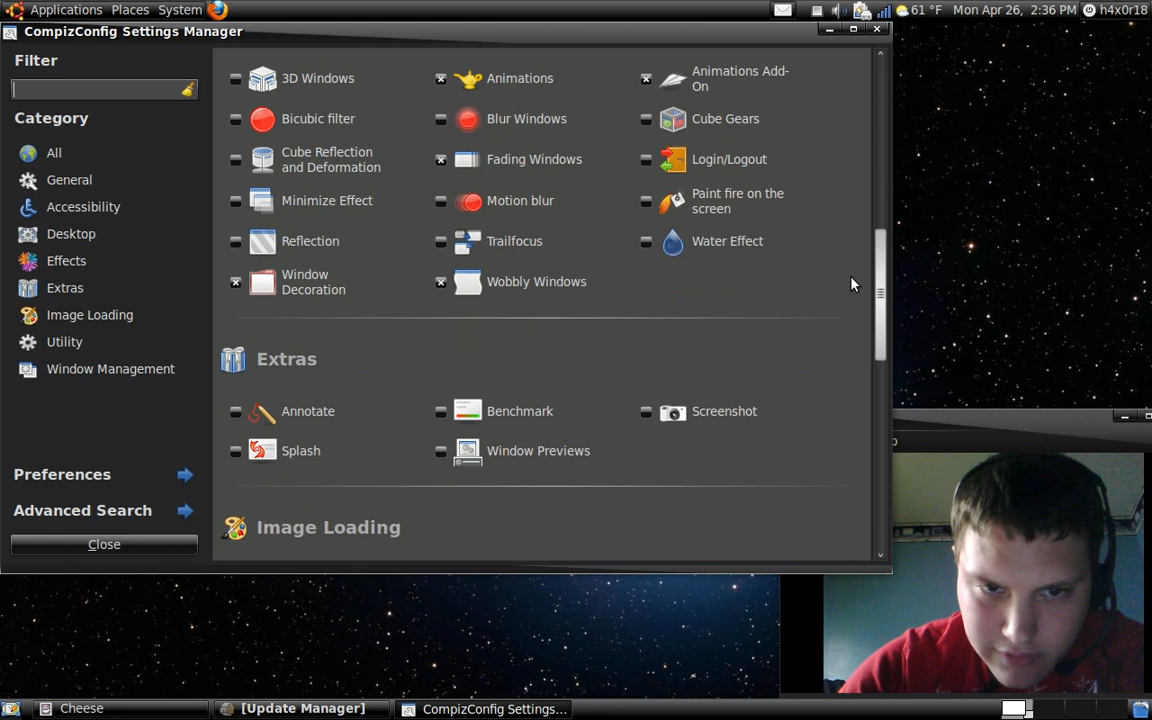 Applications Places System 61 °F Mon Apr 26, 2:36 PM h4x0r18
CompizConfig Settings Manager
Filter
Category
All
General
Accessibility
Desktop
Effects
Extras
Image Loading
Utility
Window Management
Preferences
Advanced Search
Close
3D Windows Animations Animations Add-
On
Bicubic filter Blur Windows Cube Gears
Cube Reflection
and Deformation Fading Windows Login/Logout
Minimize Effect Motion blur Paint fire on the
screen
Reflection Trailfocus Water Effect
Window
Decoration Wobbly Windows
Extras
Annotate Benchmark Screenshot
Splash Window Previews
Image Loading
Cheese [Update Manager] CompizConfig Settings...